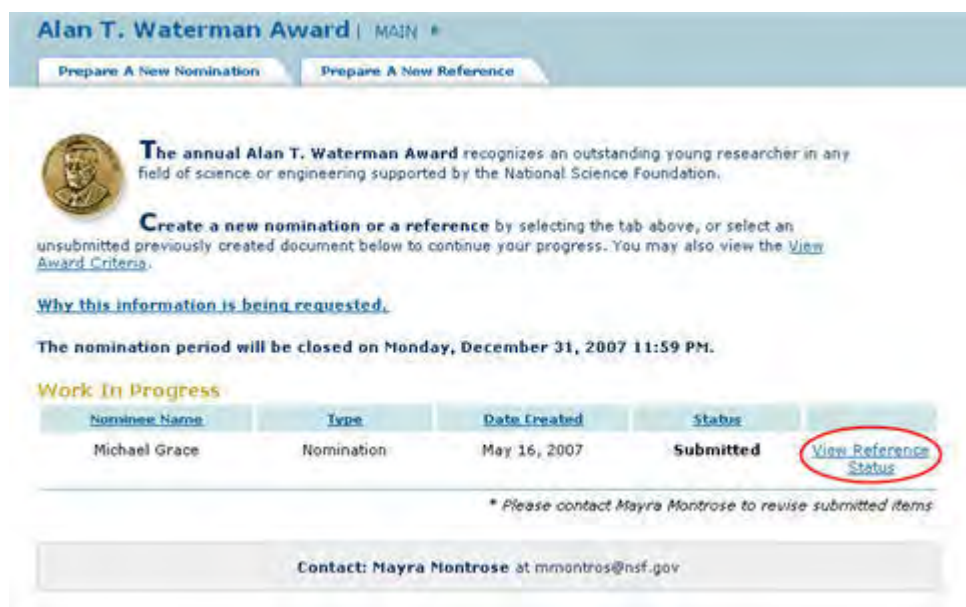 Alan T. Waterman Award | MAIN
Prepare A New Nomination Prepare A New Reference
The annual Alan T. Waterman Award recognizes an outstanding young researcher in any
field of science or engineering supported by the National Science Foundation.
Create a new nomination or a reference by selecting the tab above, or select an
unsubmitted previously created document below to continue your progress. You may also view the View
Award Criteria.
Why this information is being requested.
The nomination period will be closed on Monday, December 31, 2007 11:59 PM.
Work In Progress
Nominee Name Type Date Created Status
Michael Grace Nomination May 16, 2007 Submitted View Reference
Status
* Please contact Mayra Montrose to revise submitted items
Contact: Mayra Montrose at mmontros@nsf.gov